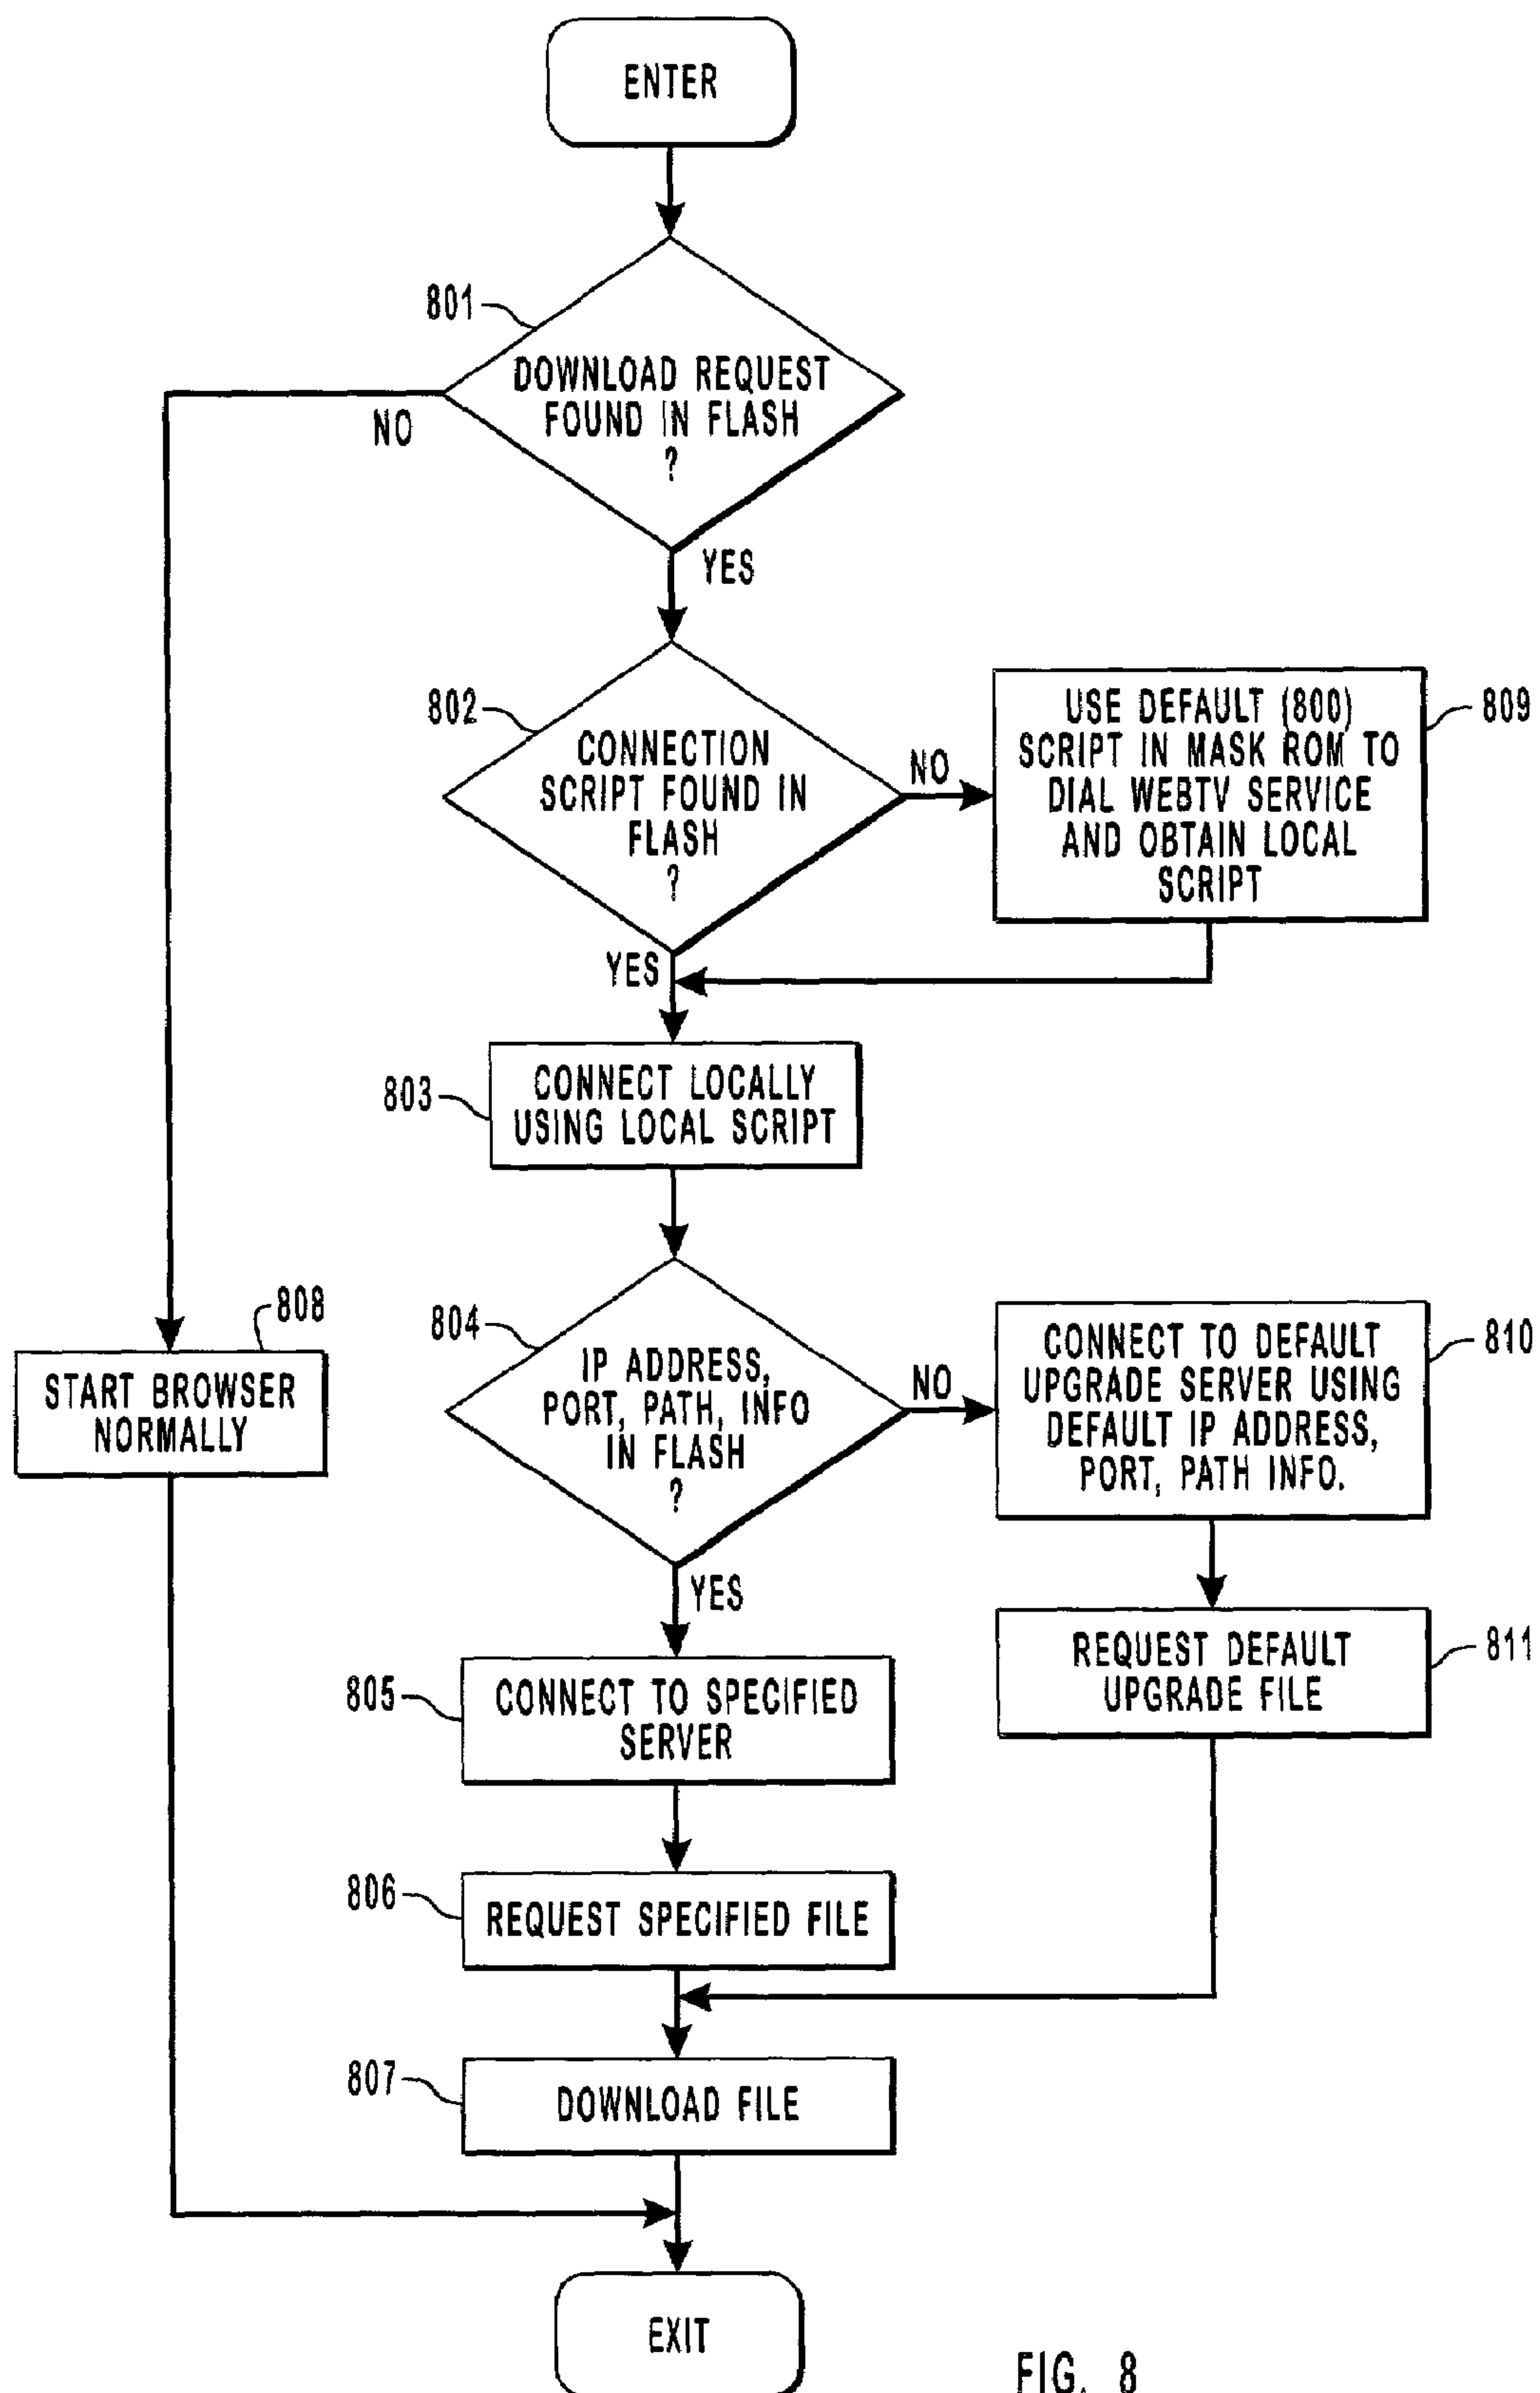 ENTER
801
DOWNLOAD REQUEST
FOUND IN FLASH
?
NO
YES
802
CONNECTION
SCRIPT FOUND IN
FLASH
?
NO
YES
USE DEFAULT (800)
SCRIPT IN MASK ROM TO
DIAL WEBTV SERVICE
AND OBTAIN LOCAL
SCRIPT
809
803
CONNECT LOCALLY
USING LOCAL SCRIPT
808
START BROWSER
NORMALLY
804
IP ADDRESS,
PORT, PATH, INFO
IN FLASH
?
NO
YES
CONNECT TO DEFAULT
UPGRADE SERVER USING
DEFAULT IP ADDRESS,
PORT, PATH INFO.
810
REQUEST DEFAULT
UPGRADE FILE
811
805
CONNECT TO SPECIFIED
SERVER
806
REQUEST SPECIFIED FILE
807
DOWNLOAD FILE
EXIT
FIG. 8